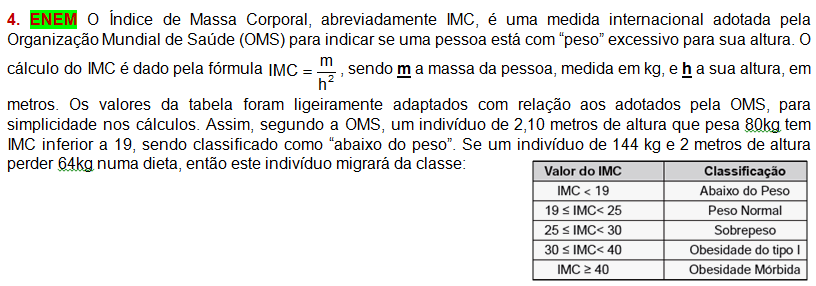 4. ENEM O Índice de Massa Corporal, abreviadamente IMC, é uma medida internacional adotada pela
Organização Mundial de Saúde (OMS) para indicar se uma pessoa está com “peso” excessivo para sua altura. O
cálculo do IMC é dado pela fórmula IMC = m/h², sendo m a massa da pessoa, medida em kg, e h a sua altura, em
metros. Os valores da tabela foram ligeiramente adaptados com relação aos adotados pela OMS, para
simplicidade nos cálculos. Assim, segundo a OMS, um indivíduo de 2,10 metros de altura que pesa 80kg tem
IMC inferior a 19, sendo classificado como “abaixo do peso”. Se um indivíduo de 144 kg e 2 metros de altura
perder 64kg numa dieta, então este indivíduo migrará da classe:
Valor do IMC Classificação
IMC < 19 Abaixo do Peso
19 ≤ IMC< 25 Peso Normal
25 ≤ IMC< 30 Sobrepeso
30 ≤ IMC< 40 Obesidade do tipo I
IMC ≥ 40 Obesidade Mórbida